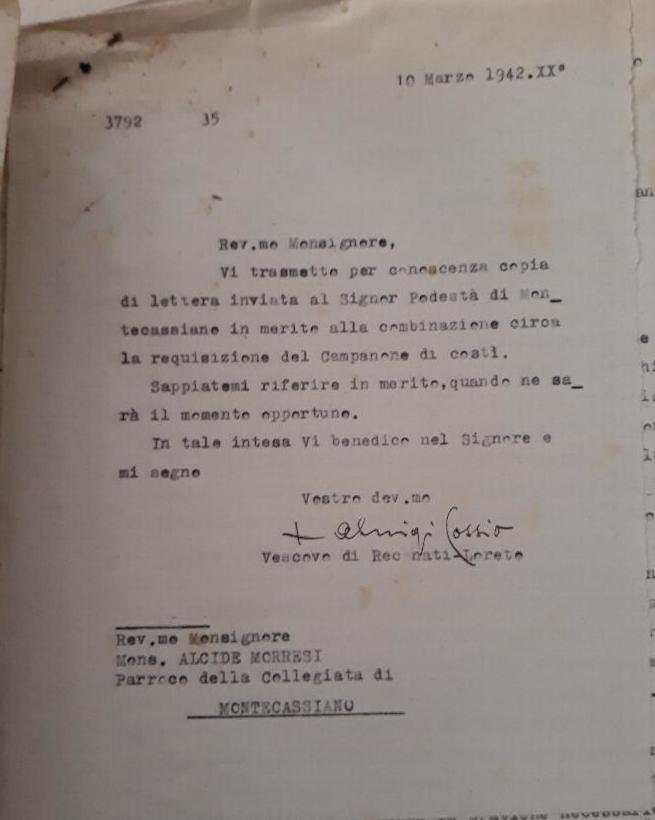 10 Marzo 1942.XX°
3792 35
Rev.mo Monsignore,
Vi trasmetto per conoscenza copia
di lettera inviata al Signor Podestà di Mon_
tecassiano in merito alla combinazione circa
la requisizione del Campanone di costì.
Sappiatemi riferire in merito,quando ne sa_
rà il momento opportuno.
In tale intesa Vi benedico nel Signore e
mi segno
Vostro dev.mo
+ Aluigi Cossio
Vescovo di Recanati-Loreto
Rev.mo Monsignore
Mons. ALCIDE MORRESI
Parroco della Collegiata di
MONTECASSIANO